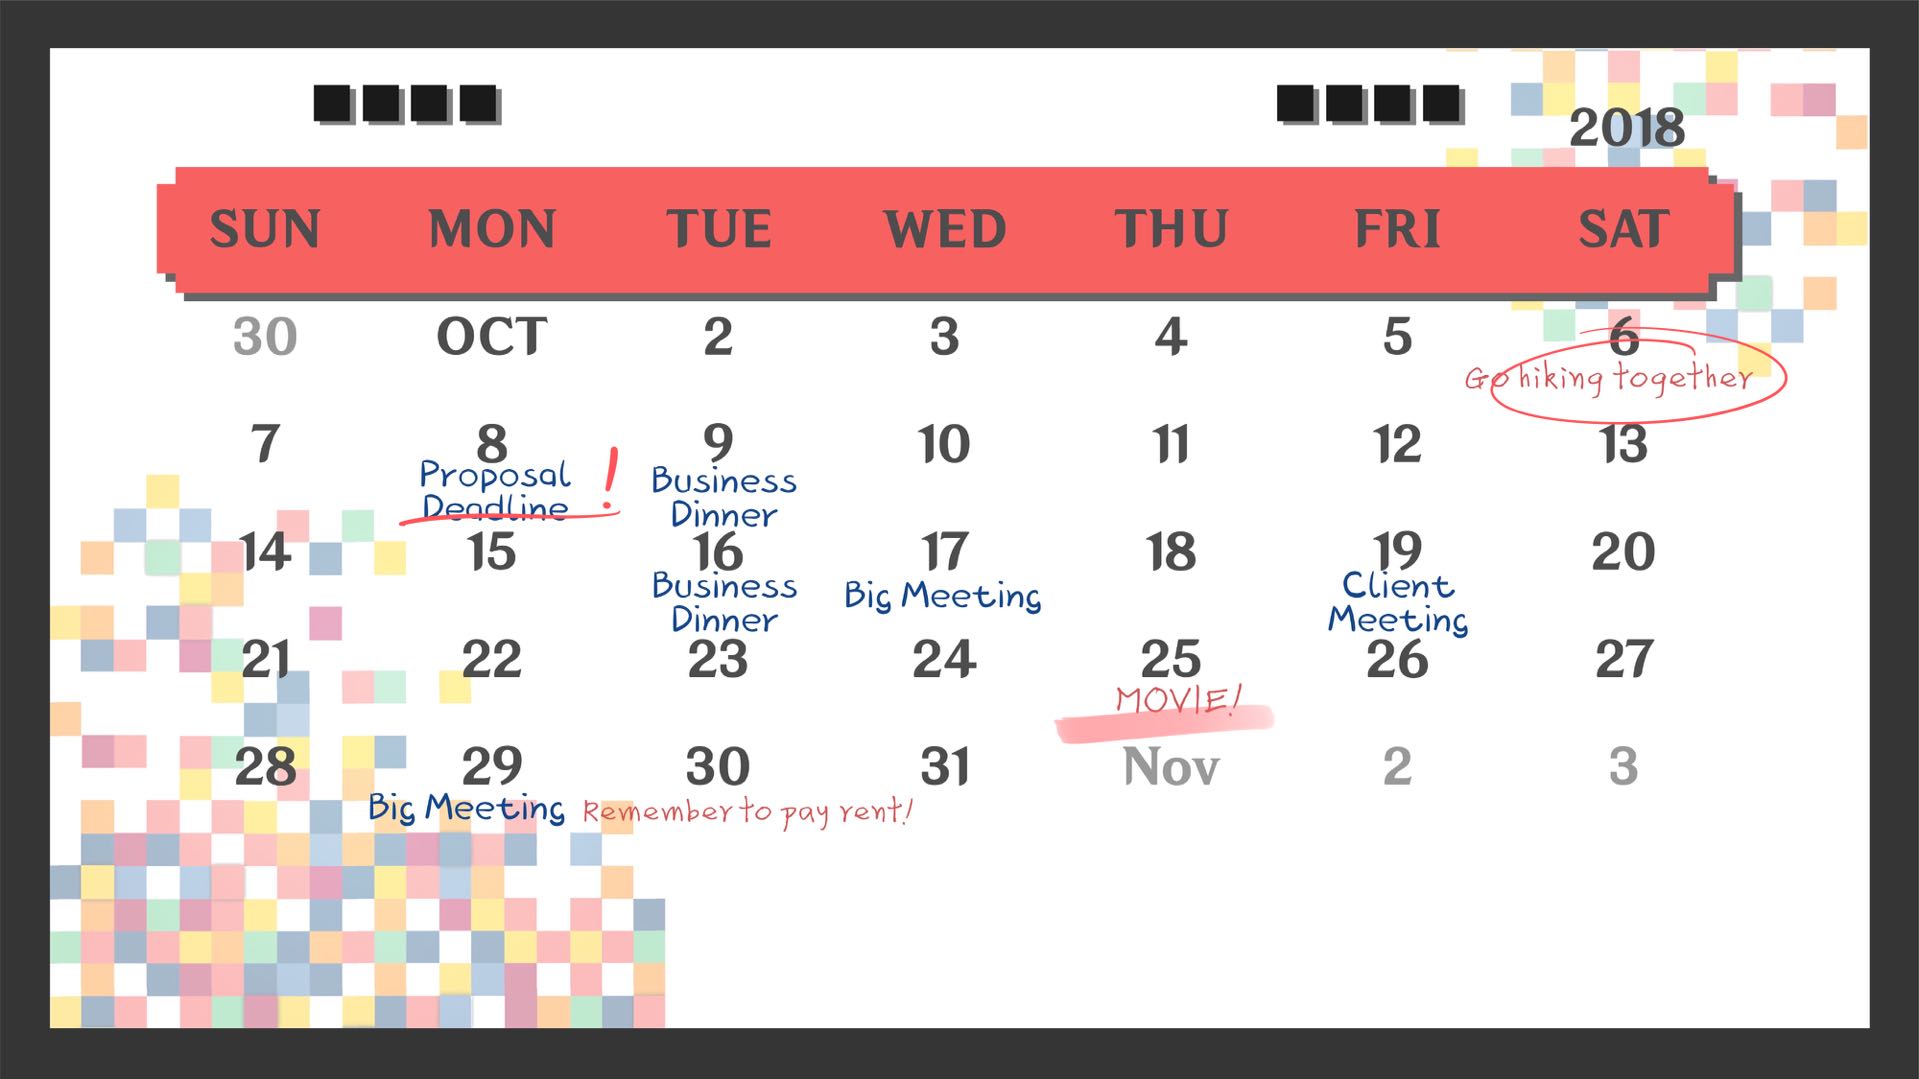 2018
SUN MON TUE WED THU FRI SAT
30 OCT 2 3 4 5 6
Go hiking together
7 8 9 10 11 12 13
Proposal
Deadline !
Business
Dinner
14 15 16 17 18 19 20
Business
Dinner
Big Meeting
Client
Meeting
21 22 23 24 25 26 27
MOVIE!
28 29 30 31 Nov 2 3
Big Meeting Remember to pay rent!